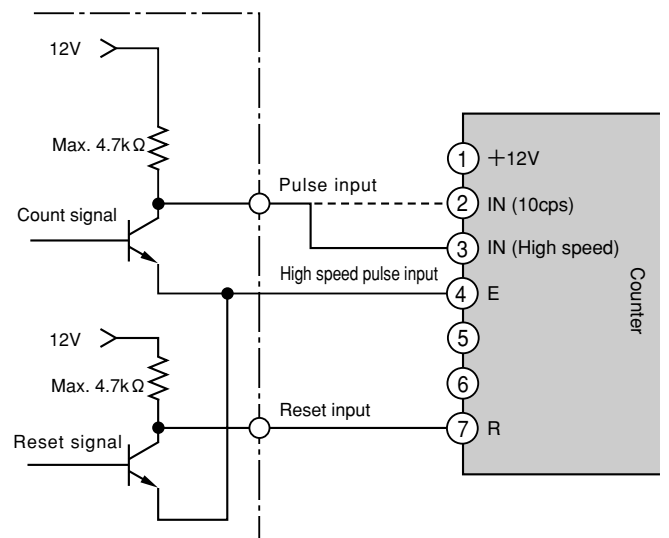 12V
Max. 4.7kΩ
Count signal
Pulse input
High speed pulse input
12V
Max. 4.7kΩ
Reset signal
Reset input
1 +12V
2 IN (10cps)
3 IN (High speed)
4 E
5
6
7 R
Counter